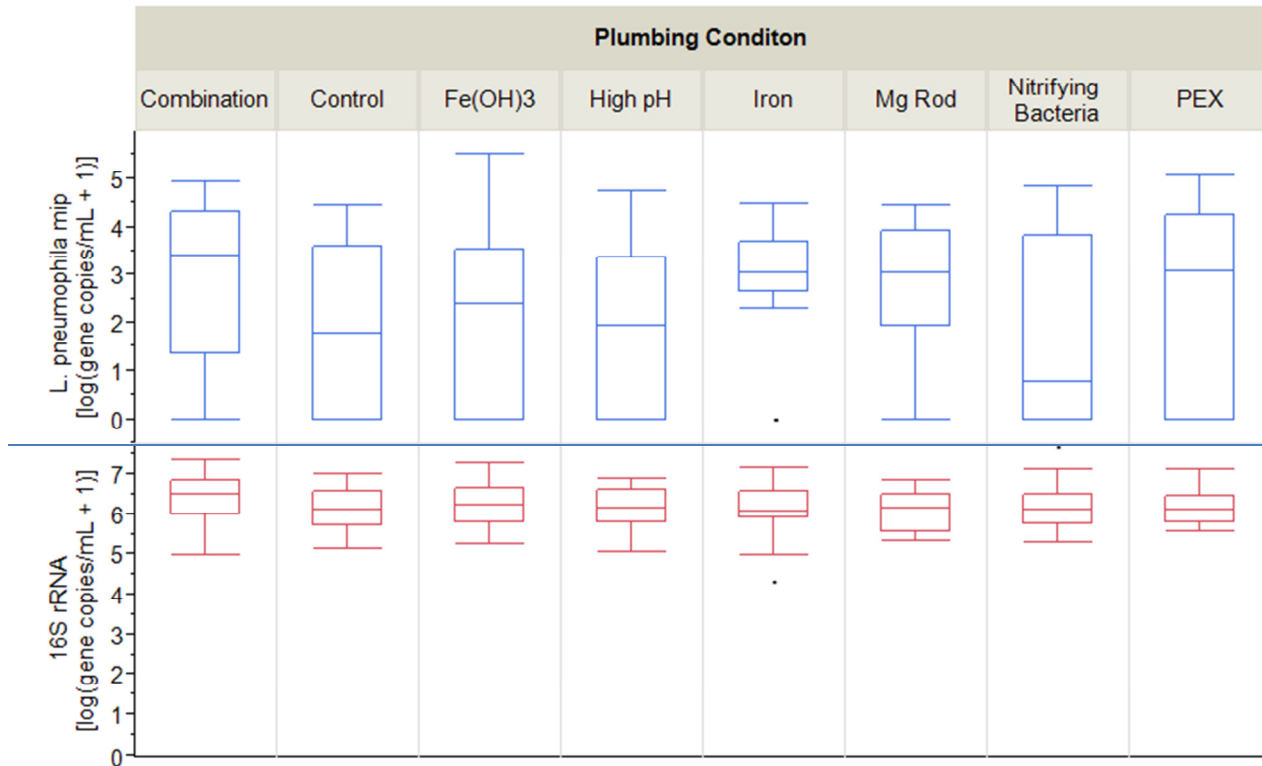 Plumbing Conditon
Combination Control Fe(OH)3 High pH Iron Mg Rod Nitrifying Bacteria PEX
L. pneumophila mip
[log(gene copies/mL + 1)]
5
4
3
2
1
0
16S rRNA
[log(gene copies/mL + 1)]
7
6
5
4
3
2
1
0